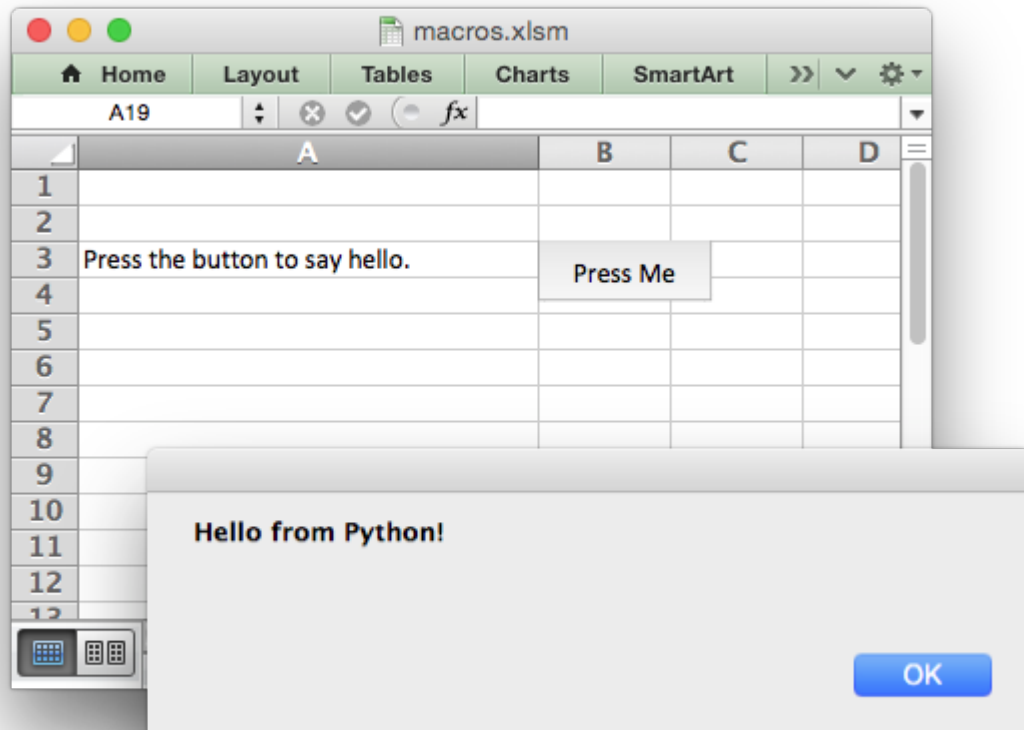 macros.xlsm
Home Layout Tables Charts SmartArt
A19 fx
A B C D
1
2
3 Press the button to say hello. Press Me
4
5
6
7
8
9
10
11
12
13
Hello from Python!
OK